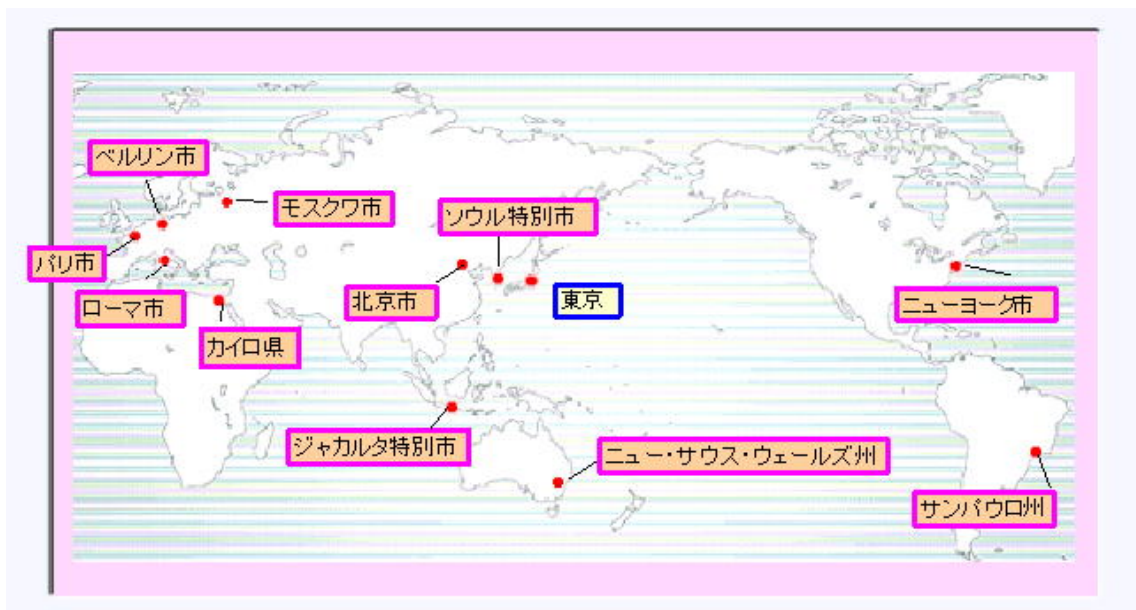 ベルリン市
モスクワ市
ソウル特別市
パリ市
ローマ市
北京市
東京
ニューヨーク市
カイロ県
ジャカルタ特別市
ニュー・サウス・ウェールズ州
サンパウロ州